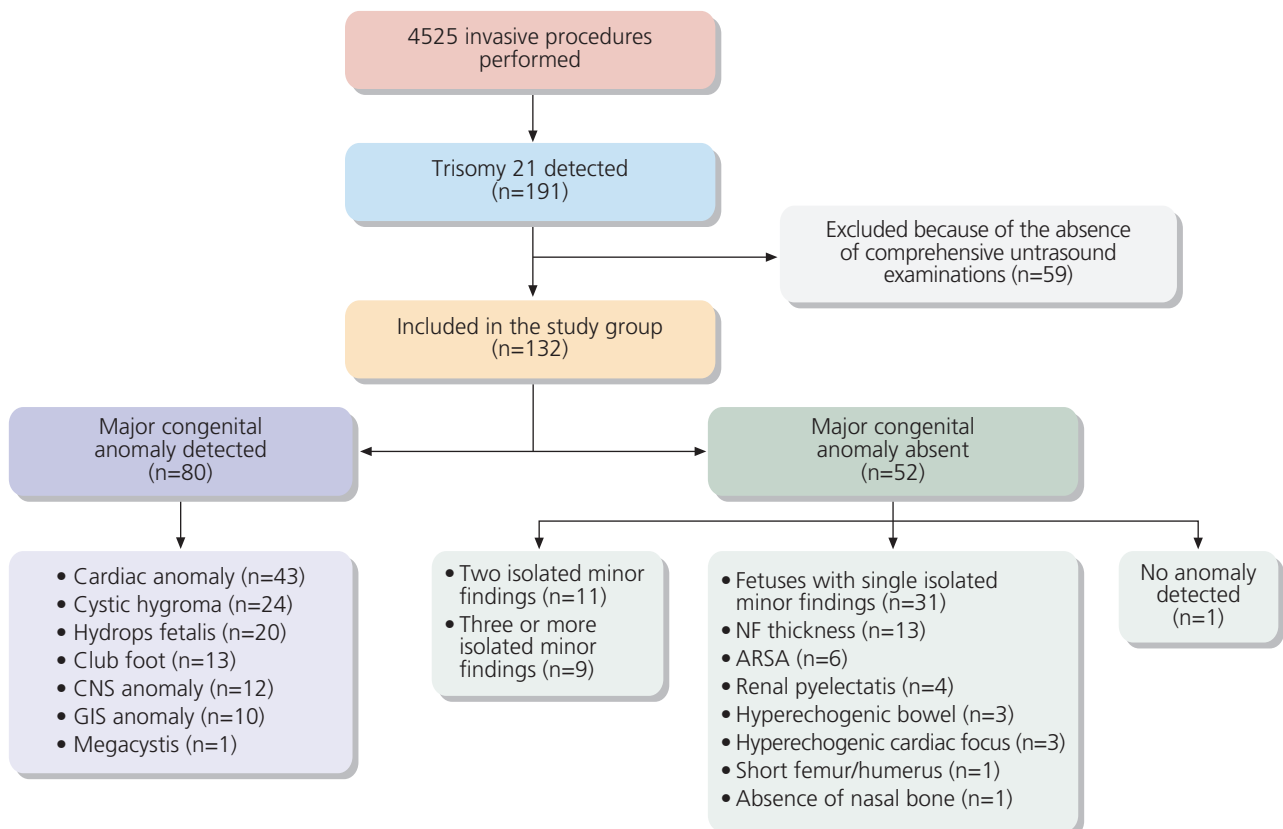 4525 invasive procedures
performed
Trisomy 21 detected
(n=191)
Excluded because of the absence
of comprehensive untrasound
examinations (n=59)
Included in the study group
(n=132)
Major congenital
anomaly detected
(n=80)
Major congenital
anomaly absent
(n=52)
• Cardiac anomaly (n=43)
• Cystic hygroma (n=24)
• Hydrops fetalis (n=20)
• Club foot (n=13)
• CNS anomaly (n=12)
• GIS anomaly (n=10)
• Megacystis (n=1)
• Two isolated minor
findings (n=11)
• Three or more
isolated minor
findings (n=9)
• Fetuses with single isolated
minor findings (n=31)
• NF thickness (n=13)
• ARSA (n=6)
• Renal pyelectatis (n=4)
• Hyperechogenic bowel (n=3)
• Hyperechogenic cardiac focus (n=3)
• Short femur/humerus (n=1)
• Absence of nasal bone (n=1)
No anomaly
detected
(n=1)